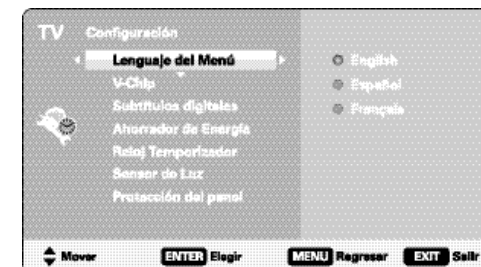 TV Configuración
Lenguaje del Menú
V-Chip
Subtítulos digitales
Ahorrador de Energía
Reloj Temporizador
Sensor de Luz
Protacción del panel
English
Español
Français
Mover ENTER Elegir MENU Regresar EXIT Salir